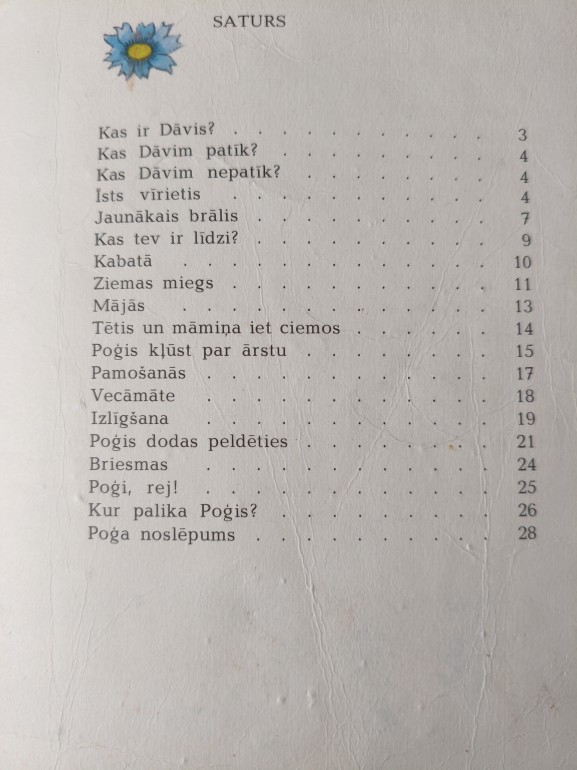 SATURS
Kas ir Dāvis? . . . . . . . . . . . 3
Kas Dāvim patīk? . . . . . . . . . 4
Kas Dāvim nepatīk? . . . . . . . . 4
Īsts vīrietis . . . . . . . . . . . 4
Jaunākais brālis . . . . . . . . . . 7
Kas tev ir līdzi? . . . . . . . . . . 9
Kabatā . . . . . . . . . . . . . 10
Ziemas miegs . . . . . . . . . . . 11
Mājās . . . . . . . . . . . . . 13
Tētis un māmiņa iet ciemos . . . . . . . 14
Poģis kļūst par ārstu . . . . . . . . 15
Pamošanās . . . . . . . . . . . . 17
Vecāmāte . . . . . . . . . . . . 18
Izlīgšana . . . . . . . . . . . . 19
Poģis dodas peldēties . . . . . . . . 21
Briesmas . . . . . . . . . . . . 24
Poģi, rej! . . . . . . . . . . . . 25
Kur palika Poģis? . . . . . . . . . 26
Poģa noslēpums . . . . . . . . . . 28